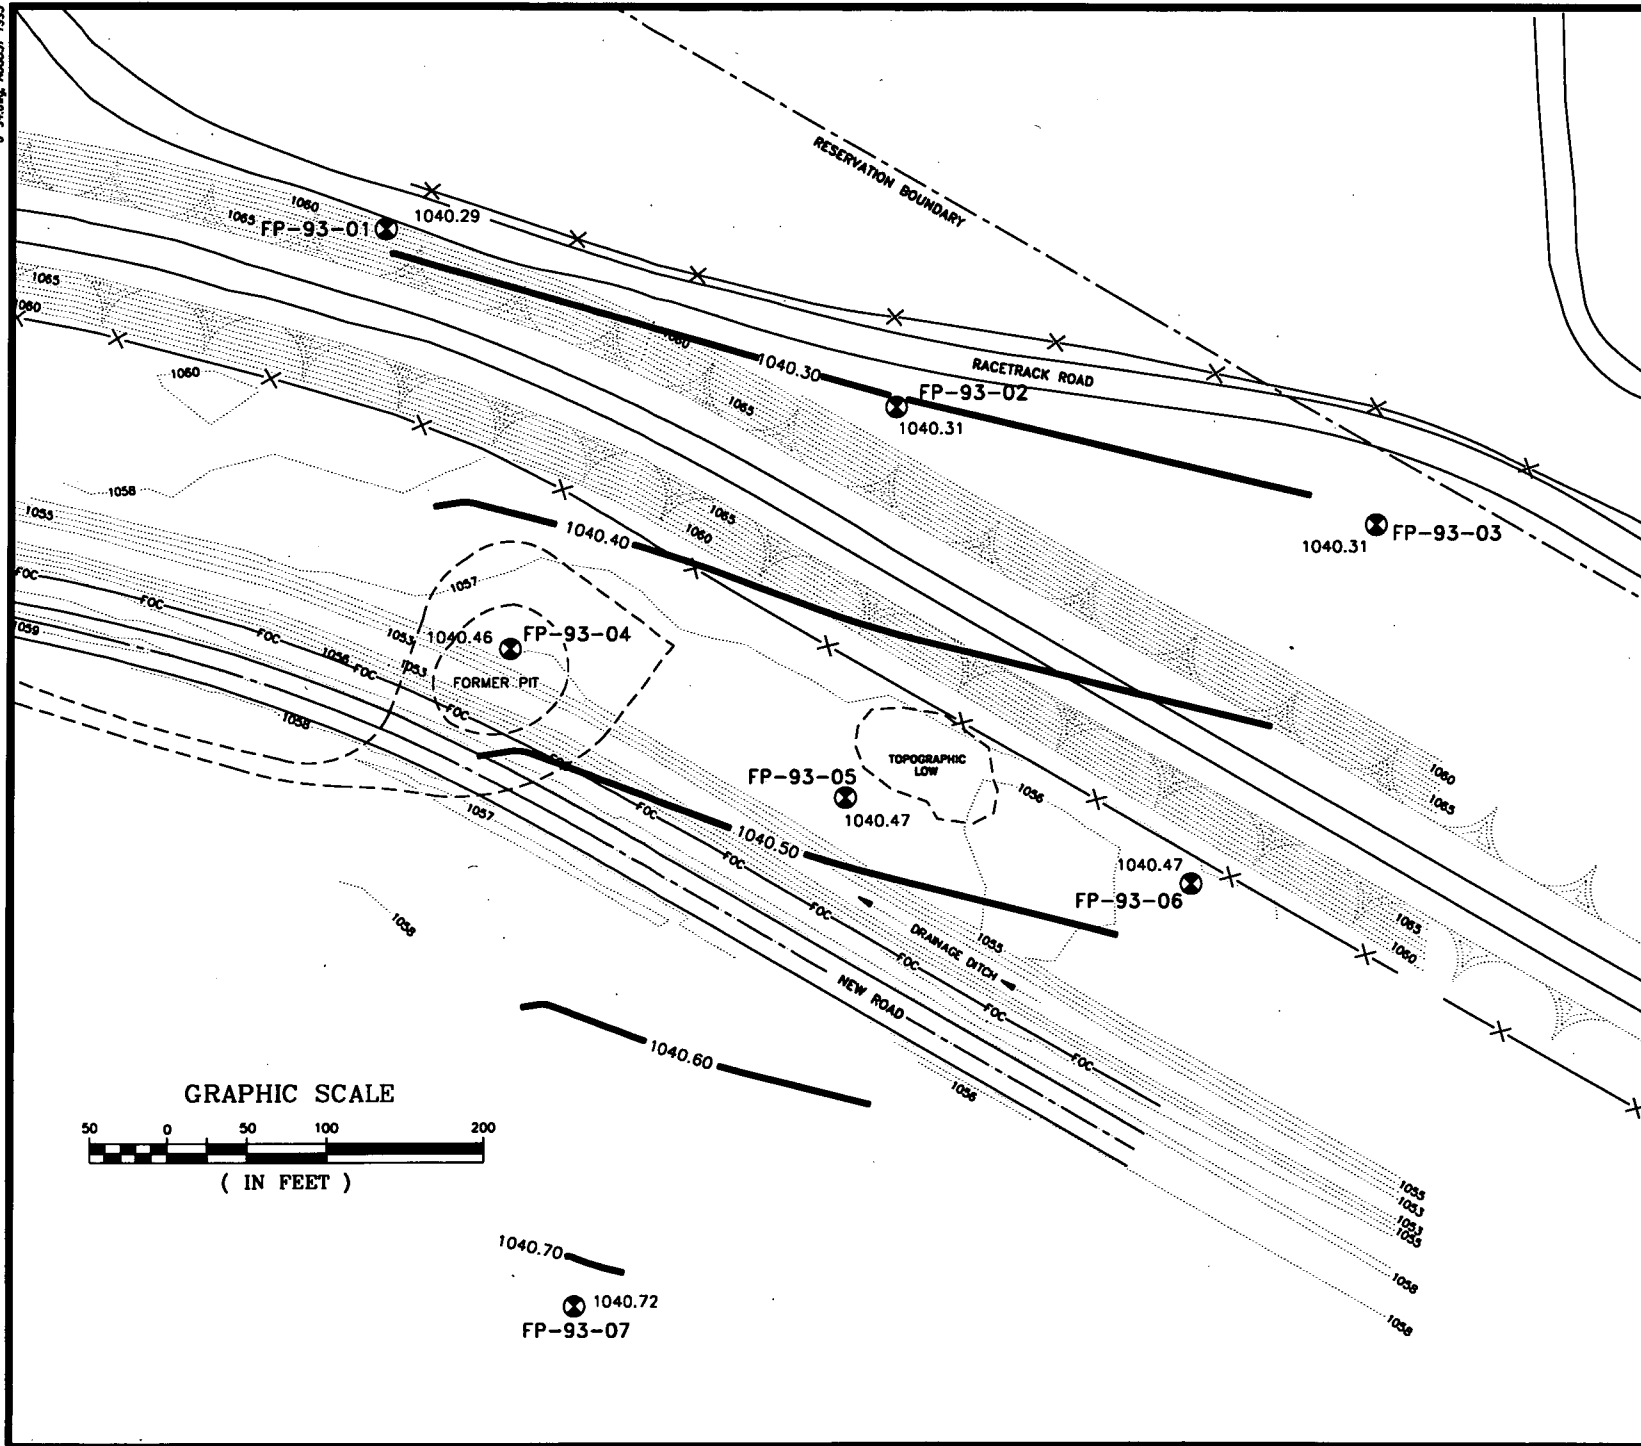 RESERVATION BOUNDARY
1060
1065
FP-93-01
1040.29
1065
1060
1060
1040.30
RACETRACK ROAD
1060
1065
FP-93-02
1040.31
1058
1055
1065
1060
1040.40
FP-93-03
1040.31
FOC
1057
FOC
1059
FOC
1053
1040.46
FP-93-04
1056
FOC
1053
FORMER PIT
FOC
1058
FOC
TOPOGRAPHIC
LOW
FP-93-05
1040.47
1056
1060
1065
1057
FOC
1040.50
FOC
1040.47
FP-93-06
1058
FOC
DRAINAGE DITCH
1055
1065
1060
FOC
NEW ROAD
FOC
1040.60
FOC
1056
GRAPHIC SCALE
50 0 50 100 200
( IN FEET )
1055
1053
1053
1055
1058
1058
1040.70
1040.72
FP-93-07